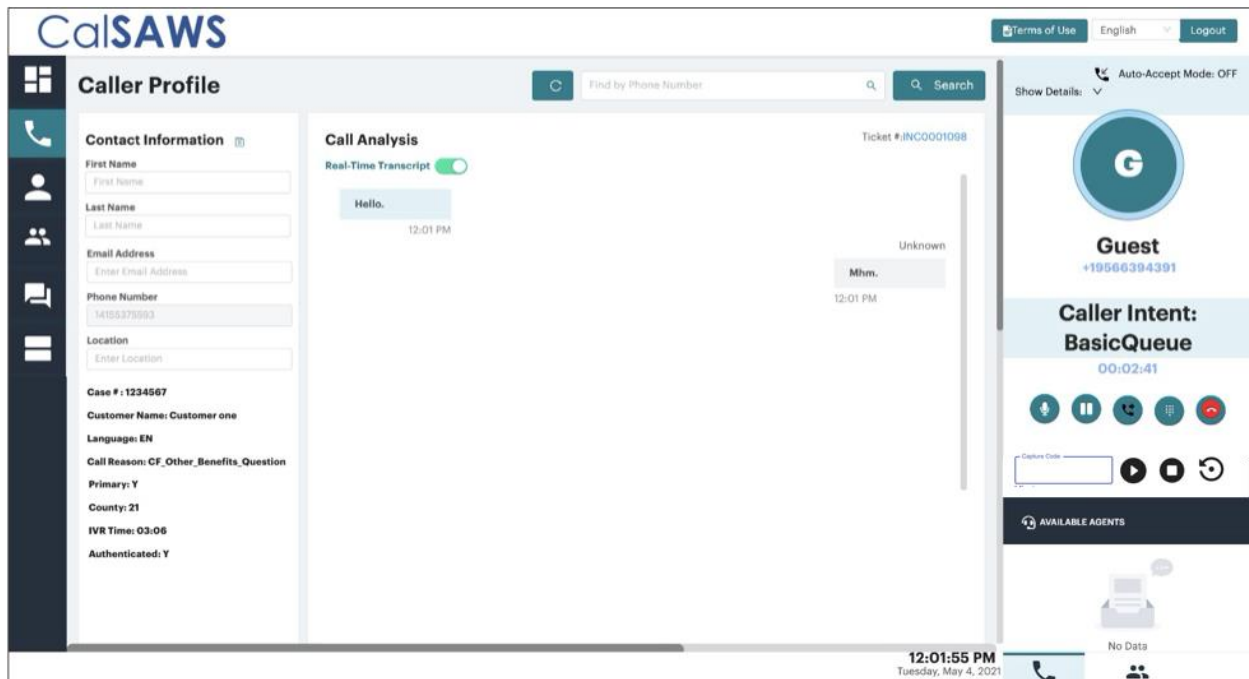 CalSAWS
Terms of Use
English
Logout
Caller Profile
Find by Phone Number
Search
Auto-Accept Mode: OFF
Show Details:
Contact Information
First Name
First Name
Last Name
Last Name
Email Address
Enter Email Address
Phone Number
14155375593
Location
Enter Location
Case # : 1234567
Customer Name: Customer one
Language: EN
Call Reason: CF_Other_Benefits_Question
Primary: Y
County: 21
IVR Time: 03:06
Authenticated: Y
Call Analysis
Ticket #:INC0001098
Real-Time Transcript
Hello.
12:01 PM
Unknown
Mhm.
12:01 PM
G
Guest
+19566394391
Caller Intent:
BasicQueue
00:02:41
Capture Code
AVAILABLE AGENTS
No Data
12:01:55 PM
Tuesday, May 4, 2021